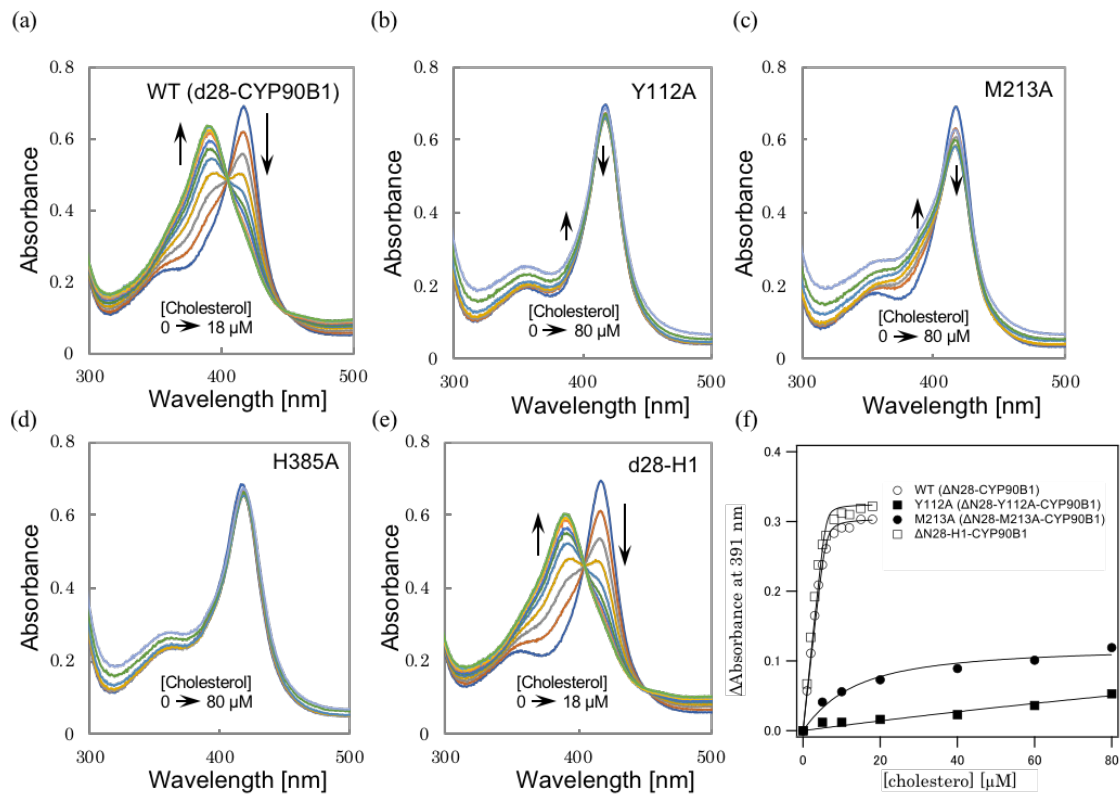 (a)
WT (d28-CYP90B1)
Absorbance
0.8
0.6
0.4
0.2
0
[Cholesterol]
0 → 18 µM
300
400
500
Wavelength [nm]
(b)
Y112A
Absorbance
0.8
0.6
0.4
0.2
0
[Cholesterol]
0 → 80 µM
300
400
500
Wavelength [nm]
(c)
M213A
Absorbance
0.8
0.6
0.4
0.2
0
[Cholesterol]
0 → 80 µM
300
400
500
Wavelength [nm]
(d)
H385A
Absorbance
0.8
0.6
0.4
0.2
0
[Cholesterol]
0 → 80 µM
300
400
500
Wavelength [nm]
(e)
d28-H1
Absorbance
0.8
0.6
0.4
0.2
0
[Cholesterol]
0 → 18 µM
300
400
500
Wavelength [nm]
(f)
ΔAbsorbance at 391 nm
0.4
0.3
0.2
0.1
0.0
WT (ΔN28-CYP90B1)
Y112A (ΔN28-Y112A-CYP90B1)
M213A (ΔN28-M213A-CYP90B1)
ΔN28-H1-CYP90B1
0
20
40
60
80
[cholestero] [µM]